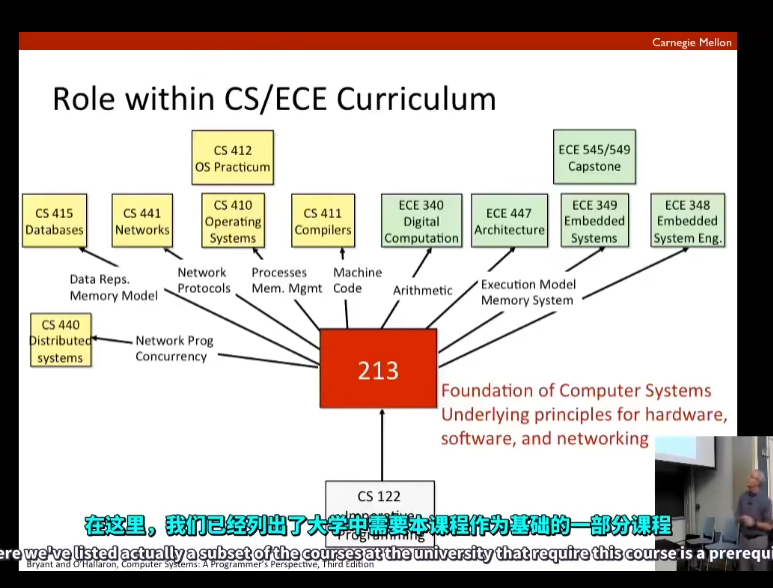 Carnegie Mellon
Role within CS/ECE Curriculum
CS 412
OS Practicum
ECE 545/549
Capstone
CS 415
Databases
CS 441
Networks
CS 410
Operating
Systems
CS 411
Compilers
ECE 340
Digital
Computation
ECE 447
Architecture
ECE 349
Embedded
Systems
ECE 348
Embedded
System Eng.
Data Reps.
Memory Model
Network
Protocols
Processes
Mem. Mgmt
Machine
Code
Arithmetic
Execution Model
Memory System
CS 440
Distributed
systems
Network Prog
Concurrency
213
Foundation of Computer Systems
Underlying principles for hardware,
software, and networking
CS 122
Imperative
Programming
在这里，我们已经列出了大学中需要本课程作为基础的一部分课程
ere we've listed actually a subset of the courses at the university that require this course is a prerequi
Bryant and O'Hallaron, Computer Systems: A Programmer's Perspective, Third Edition